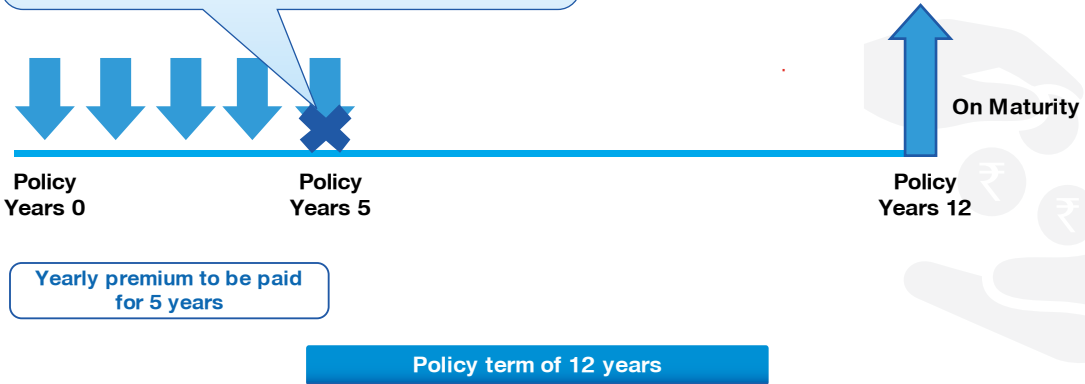 On Maturity
Policy
Years 0
Policy
Years 5
Policy
Years 12
₹
₹
Yearly premium to be paid
for 5 years
Policy term of 12 years